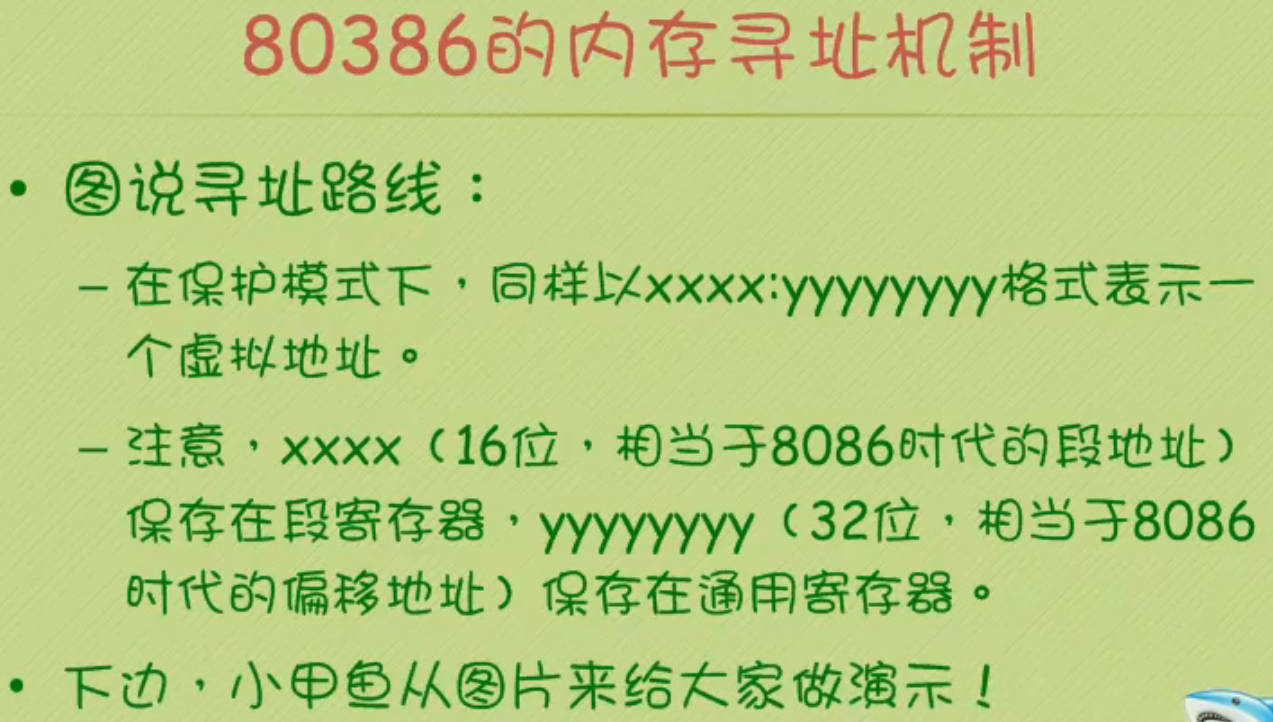 80386的内存寻址机制
• 图说寻址路线：
– 在保护模式下，同样以xxxx:yyyyyyyy格式表示一
个虚拟地址。
– 注意，xxxx（16位，相当于8086时代的段地址）
保存在段寄存器，yyyyyyyy（32位，相当于8086
时代的偏移地址）保存在通用寄存器。
• 下边，小甲鱼从图片来给大家做演示！